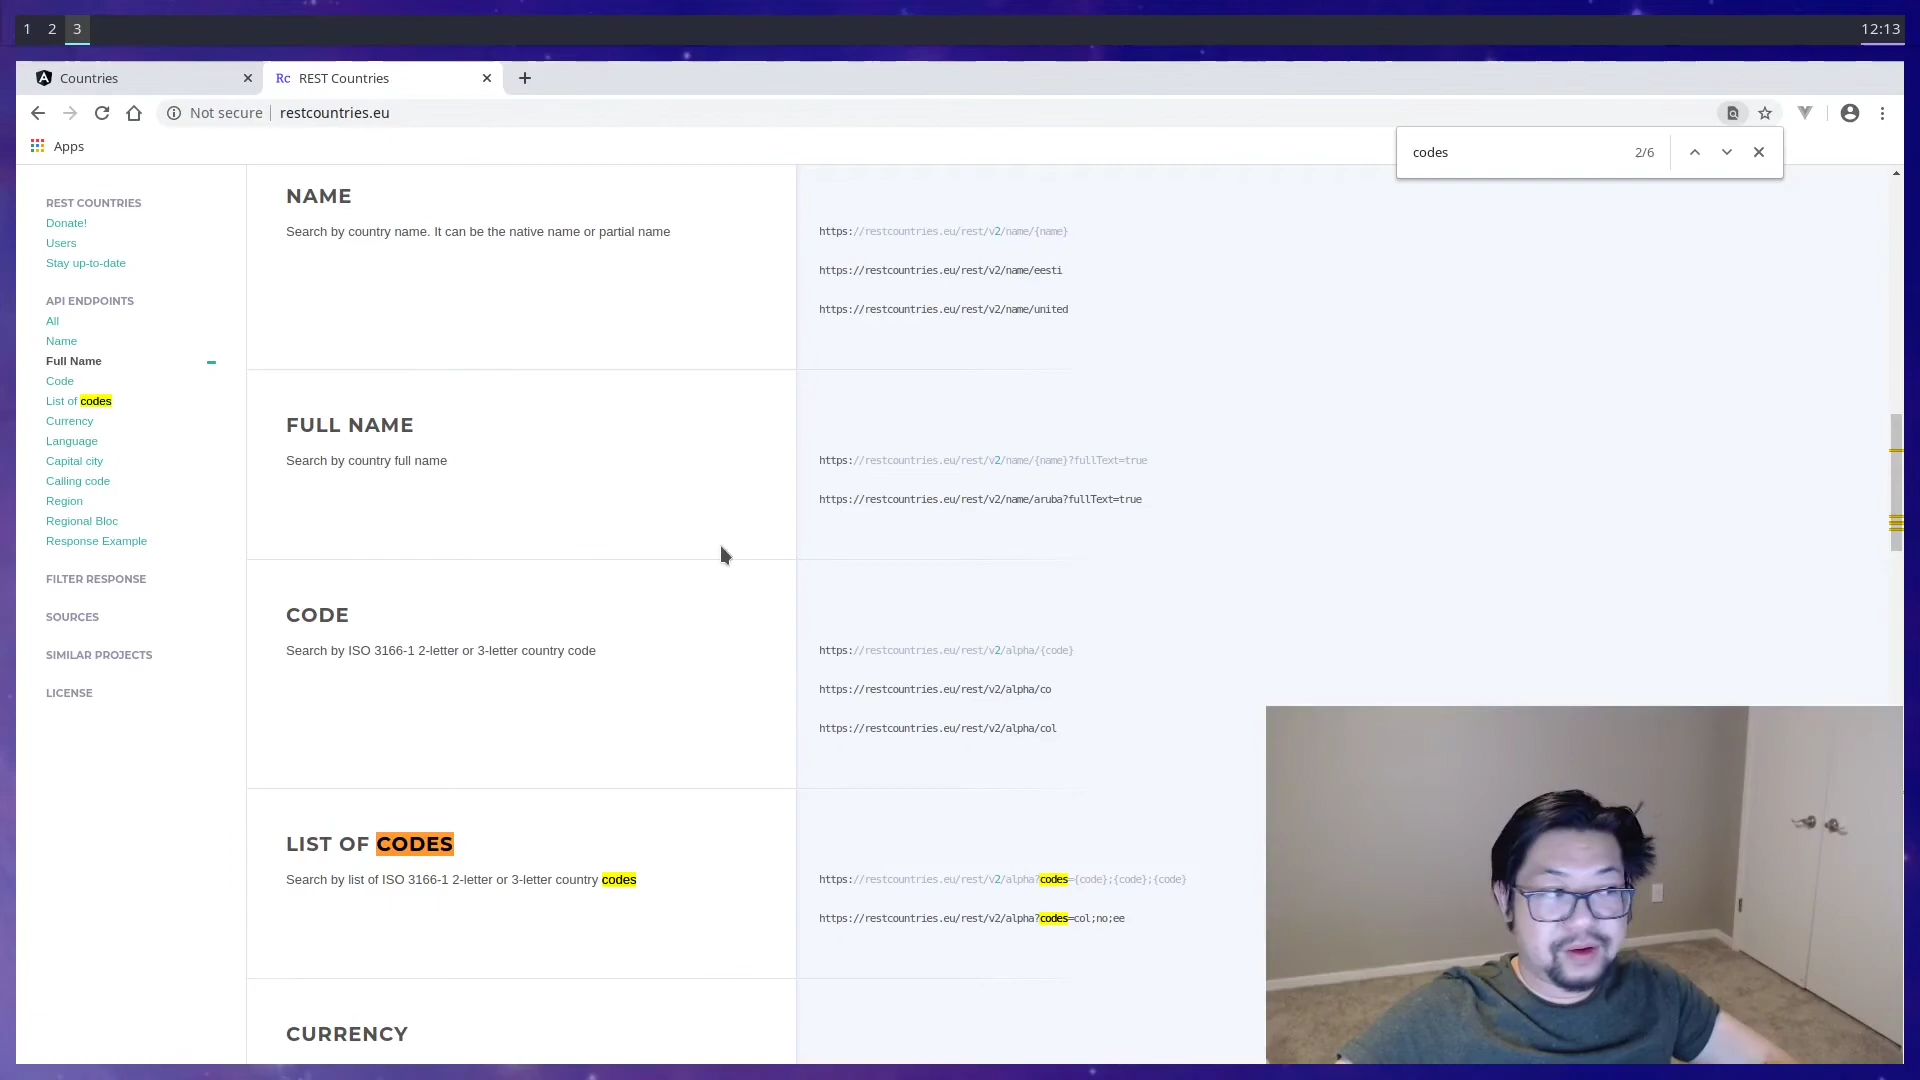 1 2 3
12:13
Countries
Rc REST Countries
Not secure | restcountries.eu
Apps
codes 2/6
REST COUNTRIES
Donate!
Users
Stay up-to-date
API ENDPOINTS
All
Name
Full Name
Code
List of codes
Currency
Language
Capital city
Calling code
Region
Regional Bloc
Response Example
FILTER RESPONSE
SOURCES
SIMILAR PROJECTS
LICENSE
NAME
Search by country name. It can be the native name or partial name
https://restcountries.eu/rest/v2/name/{name}
https://restcountries.eu/rest/v2/name/eesti
https://restcountries.eu/rest/v2/name/united
FULL NAME
Search by country full name
https://restcountries.eu/rest/v2/name/{name}?fullText=true
https://restcountries.eu/rest/v2/name/aruba?fullText=true
CODE
Search by ISO 3166-1 2-letter or 3-letter country code
https://restcountries.eu/rest/v2/alpha/{code}
https://restcountries.eu/rest/v2/alpha/co
https://restcountries.eu/rest/v2/alpha/col
LIST OF CODES
Search by list of ISO 3166-1 2-letter or 3-letter country codes
https://restcountries.eu/rest/v2/alpha?codes={code};{code};{code}
https://restcountries.eu/rest/v2/alpha?codes=col;no;ee
CURRENCY